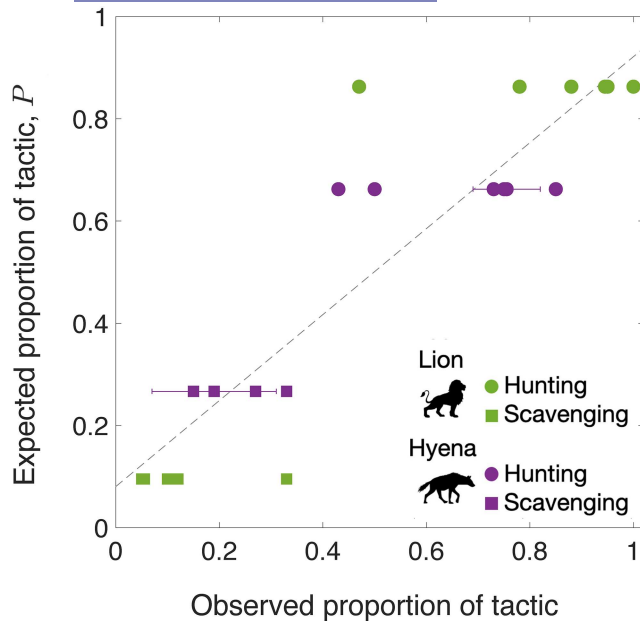 1
0.8
0.6
0.4
0.2
0
0 0.2 0.4 0.6 0.8 1
Expected proportion of tactic, P
Observed proportion of tactic
Lion
Hunting
Scavenging
Hyena
Hunting
Scavenging